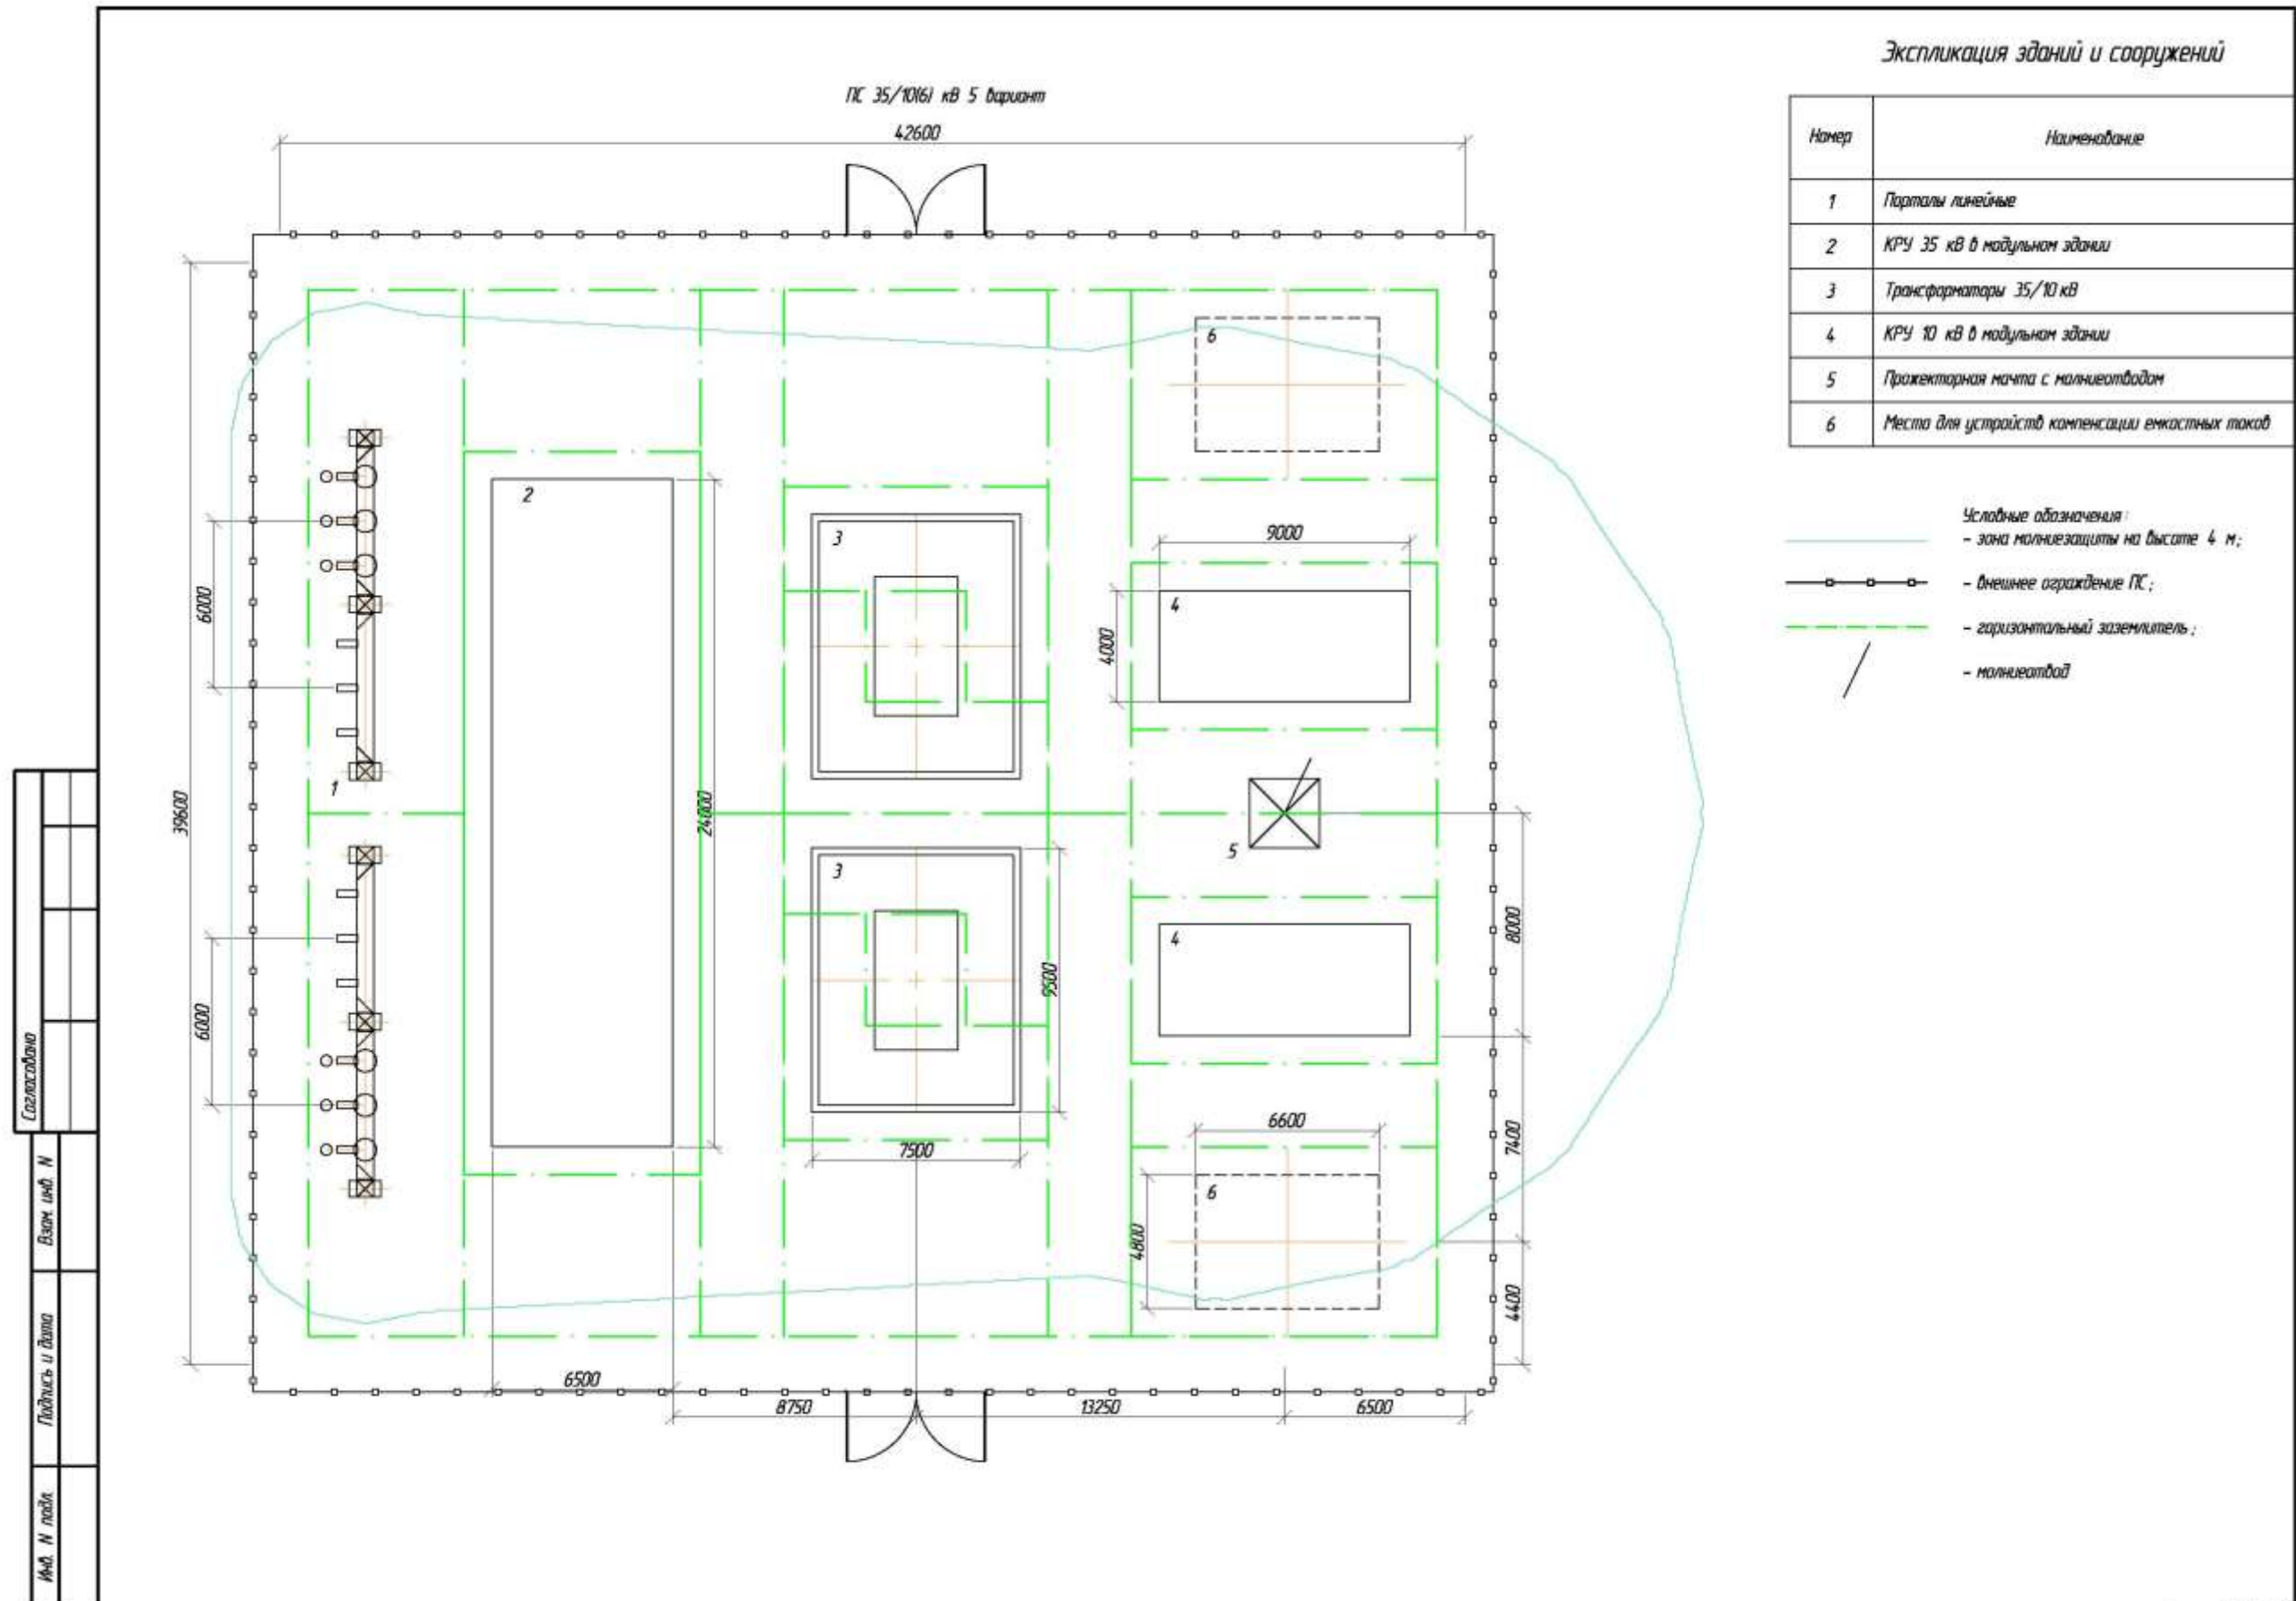 Экспликация зданий и сооружений
Номер
Наименование
1
Порталы линейные
2
КРУ 35 кВ в модульном здании
3
Трансформаторы 35/10 кВ
4
КРУ 10 кВ в модульном здании
5
Прожекторная мачта с молниеотводом
6
Места для устройств компенсации емкостных токов
Условные обозначения:
- зона молниезащиты на высоте 4 м;
- внешнее ограждение ПС;
- горизонтальный заземлитель;
- молниеотвод
ПС 35/10(6) кВ 5 вариант
42600
6
2
3
9000
6000
4
4000
1
39600
24000
5
3
4
8000
9500
6000
6600
7400
7500
6
4800
4400
6500
8750
13250
6500
Согласовано
Взам. инв. N
Подпись и дата
Инв. N подл.